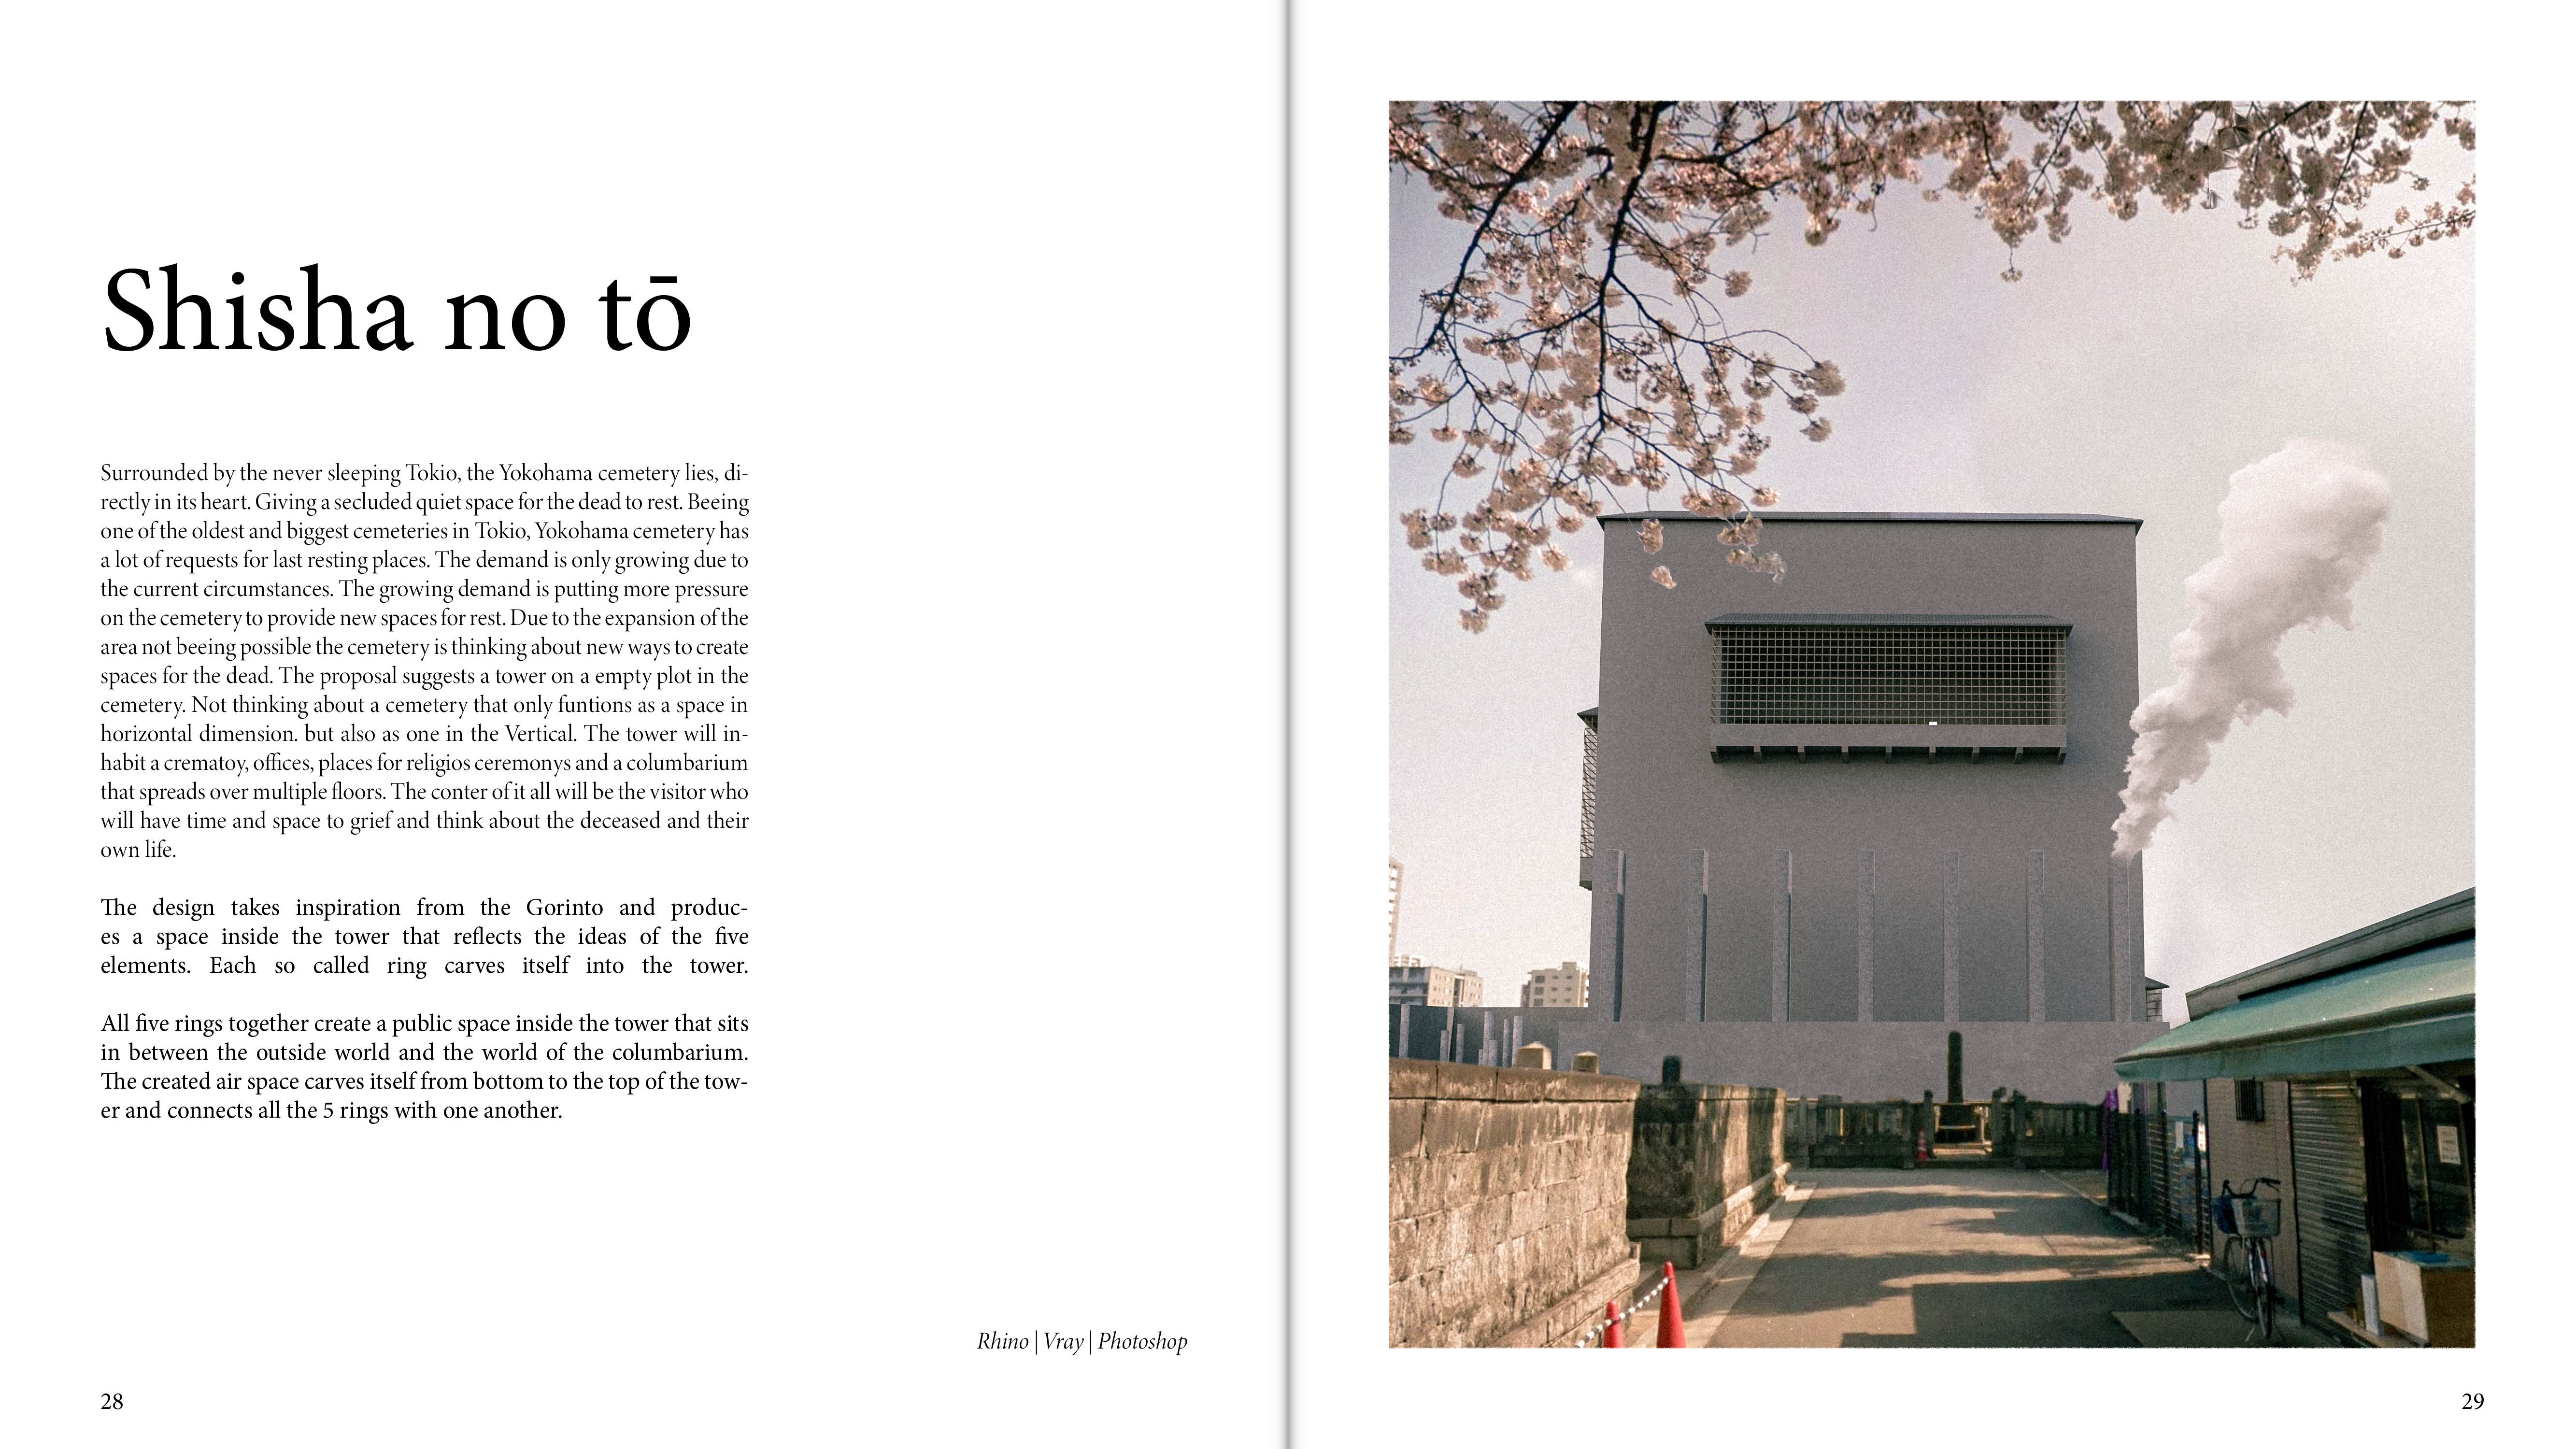 Shisha no tō
Surrounded by the never sleeping Tokio, the Yokohama cemetery lies, di-
rectly in its heart. Giving a secluded quiet space for the dead to rest. Beeing
one of the oldest and biggest cemeteries in Tokio, Yokohama cemetery has
a lot of requests for last resting places. The demand is only growing due to
the current circumstances. The growing demand is putting more pressure
on the cemetery to provide new spaces for rest. Due to the expansion of the
area not beeing possible the cemetery is thinking about new ways to create
spaces for the dead. The proposal suggests a tower on a empty plot in the
cemetery. Not thinking about a cemetery that only funtions as a space in
horizontal dimension. but also as one in the Vertical. The tower will in-
habit a crematoy, offices, places for religios ceremonys and a columbarium
that spreads over multiple floors. The conter of it all will be the visitor who
will have time and space to grief and think about the deceased and their
own life.
The design takes inspiration from the Gorinto and produc-
es a space inside the tower that reflects the ideas of the five
elements. Each so called ring carves itself into the tower.
All five rings together create a public space inside the tower that sits
in between the outside world and the world of the columbarium.
The created air space carves itself from bottom to the top of the tow-
er and connects all the 5 rings with one another.
Rhino | Vray | Photoshop
28
29